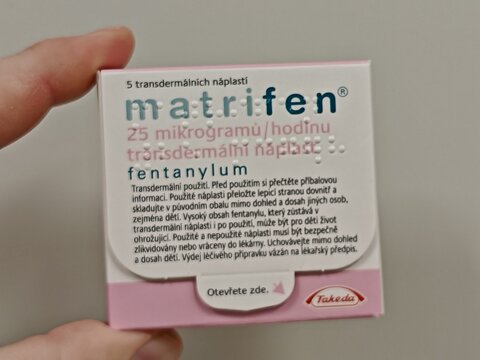 5 transdermálních náplastí
matrifen®
25 mikrogramů/hodinu
transdermální náplast
fentanylum
Transdermální použití. Před použitím si přečtěte příbalovou
informaci. Použité náplasti přeložte lepicí stranou dovnitř a
skladujte v původním obalu mimo dohled a dosah jiných osob,
zejména dětí. Vysoký obsah fentanylu, který zůstává v
transdermální náplasti i po použití, může být pro děti život
ohrožující. Použité a nepoužité náplasti musí být bezpečně
zlikvidovány nebo vráceny do lékárny. Uchovávejte mimo dohled
a dosah dětí. Výdej léčivého přípravku vázán na lékařský předpis.
Otevřete zde.
Takeda